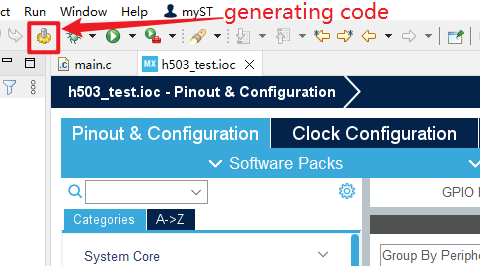 generating code
ct Run Window Help myST
main.c MX h503_test.ioc
h503_test.ioc - Pinout & Configuration
Pinout & Configuration Clock Configuration
Software Packs
GPIO
Categories A->Z
System Core
Group By Periphe